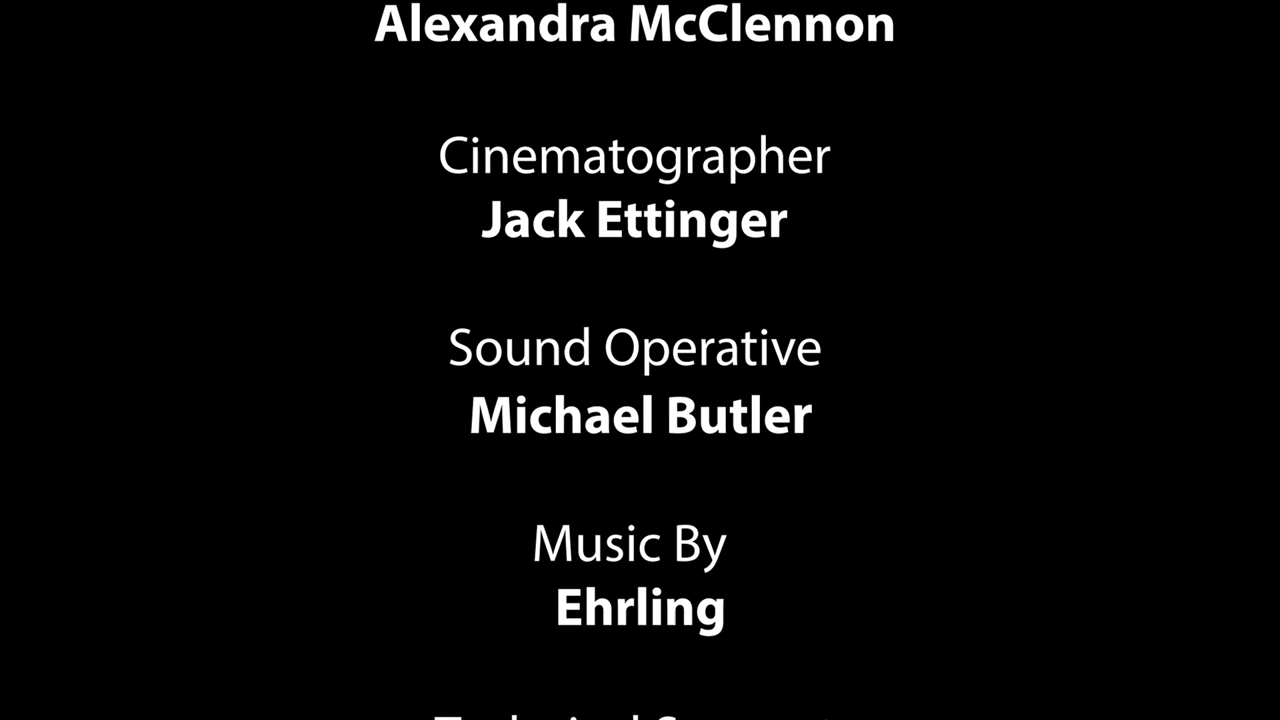 Alexandra McClennon
Cinematographer
Jack Ettinger
Sound Operative
Michael Butler
Music By
Ehrling